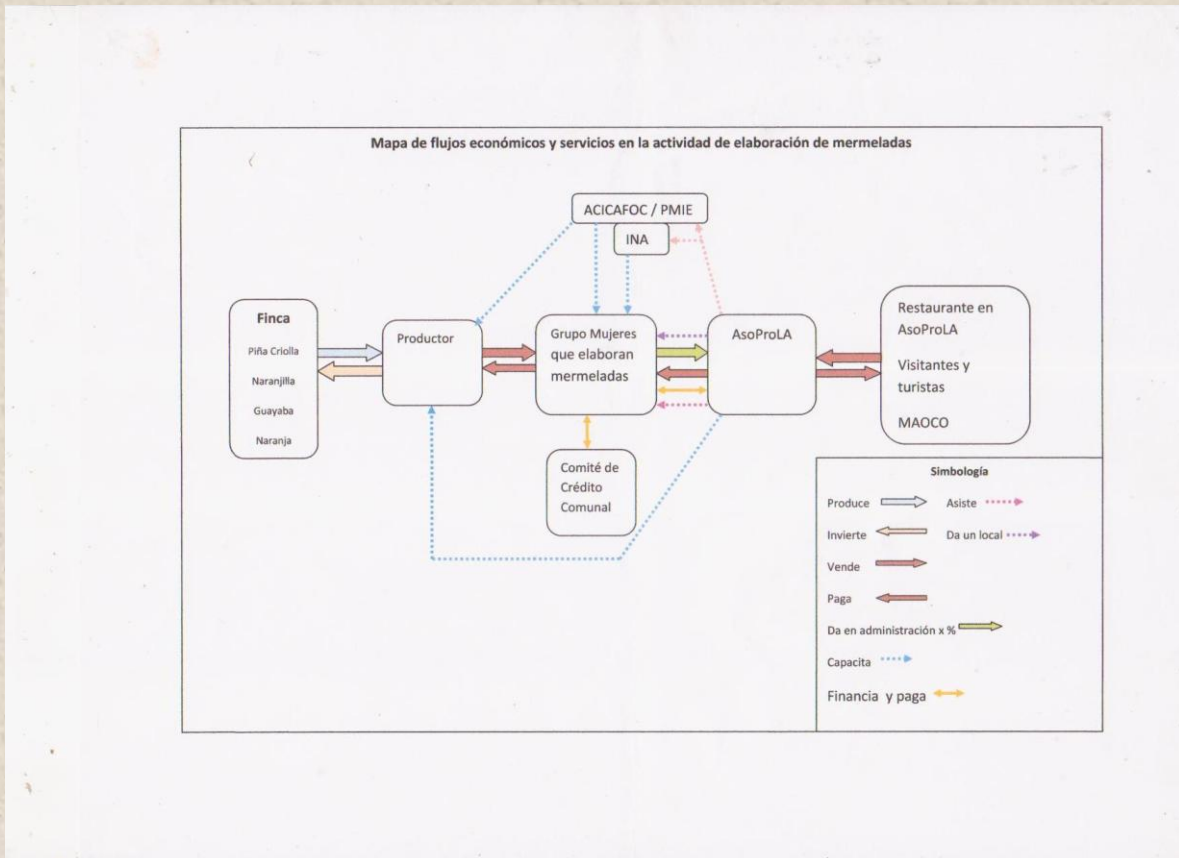 Mapa de flujos económicos y servicios en la actividad de elaboración de mermeladas
ACICAFOC / PMIE
INA
Finca
Piña Criolla
Naranjilla
Guayaba
Naranja
Productor
Grupo Mujeres
que elaboran
mermeladas
AsoProLA
Restaurante en
AsoProLA
Visitantes y
turistas
MAOCO
Comité de
Crédito
Comunal
Simbología
Produce
Asiste
Invierte
Da un local
Vende
Paga
Da en administración x %
Capacita
Financia y paga